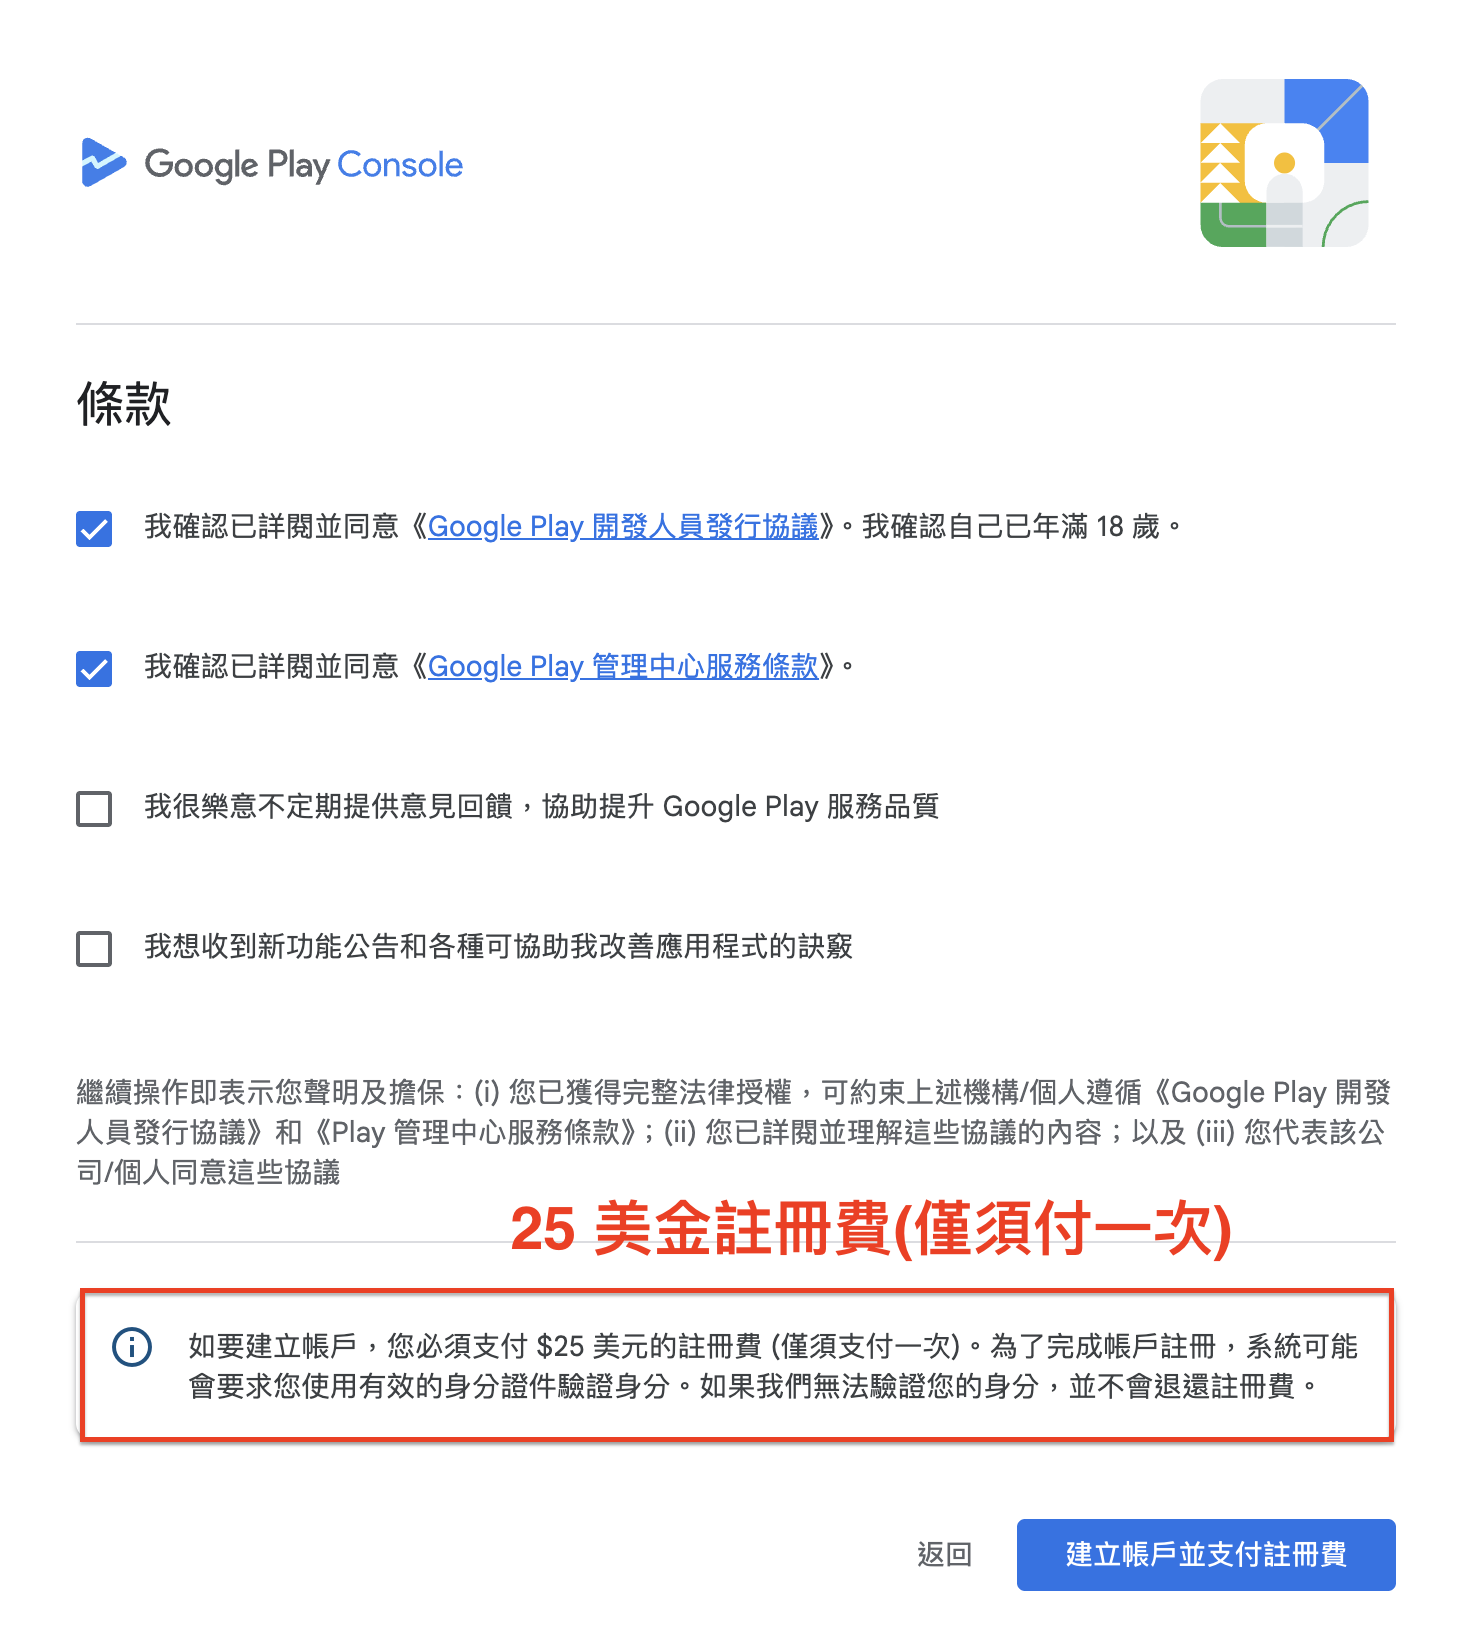 Google Play Console
條款
我確認已詳閱並同意《Google Play 開發人員發行協議》。我確認自己已年滿 18 歲。
我確認已詳閱並同意《Google Play 管理中心服務條款》。
我很樂意不定期提供意見回饋，協助提升 Google Play 服務品質
我想收到新功能公告和各種可協助我改善應用程式的訣竅
繼續操作即表示您聲明及擔保：(i) 您已獲得完整法律授權，可約束上述機構/個人遵循《Google Play 開發
人員發行協議》和《Play 管理中心服務條款》；(ii) 您已詳閱並理解這些協議的內容；以及 (iii) 您代表該公
司/個人同意這些協議
25 美金註冊費(僅須付一次)
如要建立帳戶，您必須支付 $25 美元的註冊費 (僅須支付一次)。為了完成帳戶註冊，系統可能
會要求您使用有效的身分證件驗證身分。如果我們無法驗證您的身分，並不會退還註冊費。
返回
建立帳戶並支付註冊費